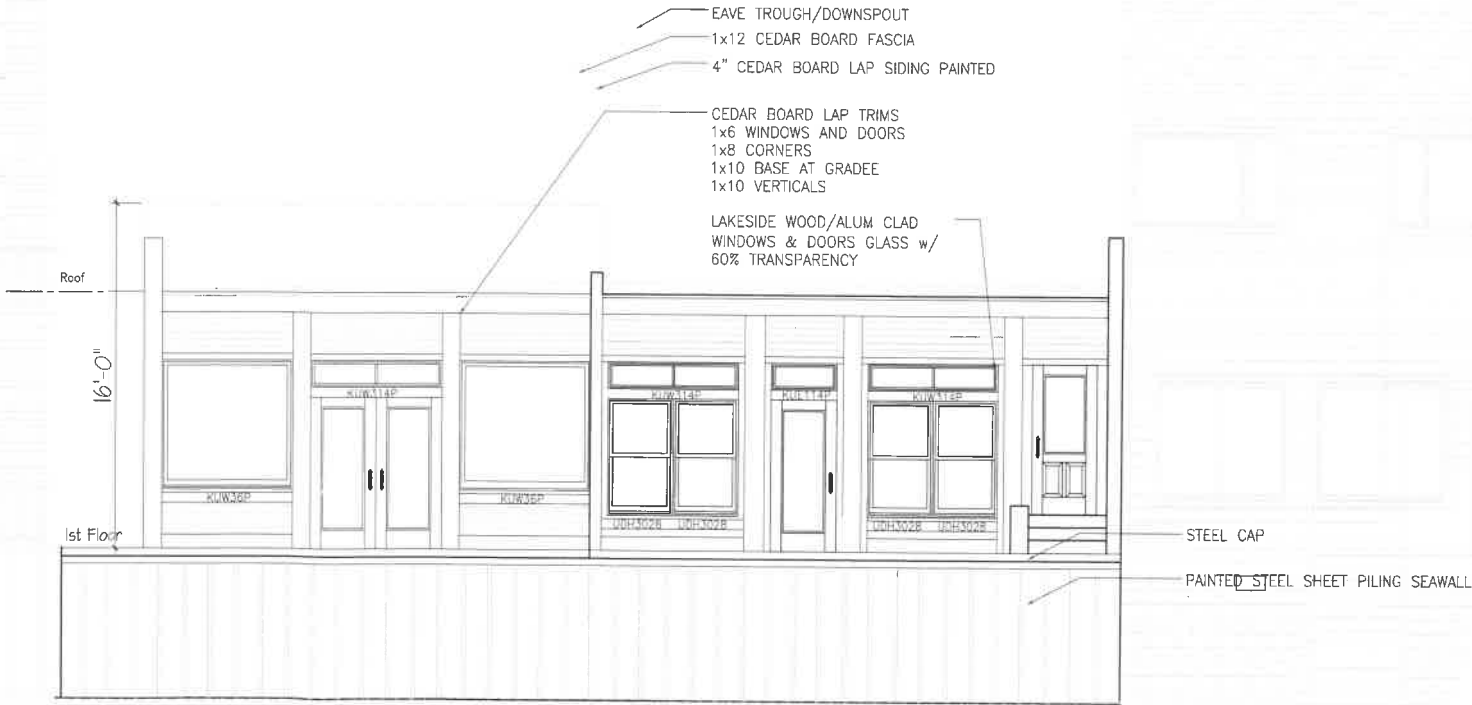 EAVE TROUGH/DOWNSPOUT
1x12 CEDAR BOARD FASCIA
4" CEDAR BOARD LAP SIDING PAINTED
CEDAR BOARD LAP TRIMS
1x6 WINDOWS AND DOORS
1x8 CORNERS
1x10 BASE AT GRADEE
1x10 VERTICALS
LAKESIDE WOOD/ALUM CLAD
WINDOWS & DOORS GLASS w/
60% TRANSPARENCY
Roof
16'-0"
KUW314P
KUW314P
KUE114P
KUW314P
KUW36P
KUW36P
UDH3028 UDH3028
UDH3028 UDH3028
1st Floor
STEEL CAP
PAINTED STEEL SHEET PILING SEAWALL